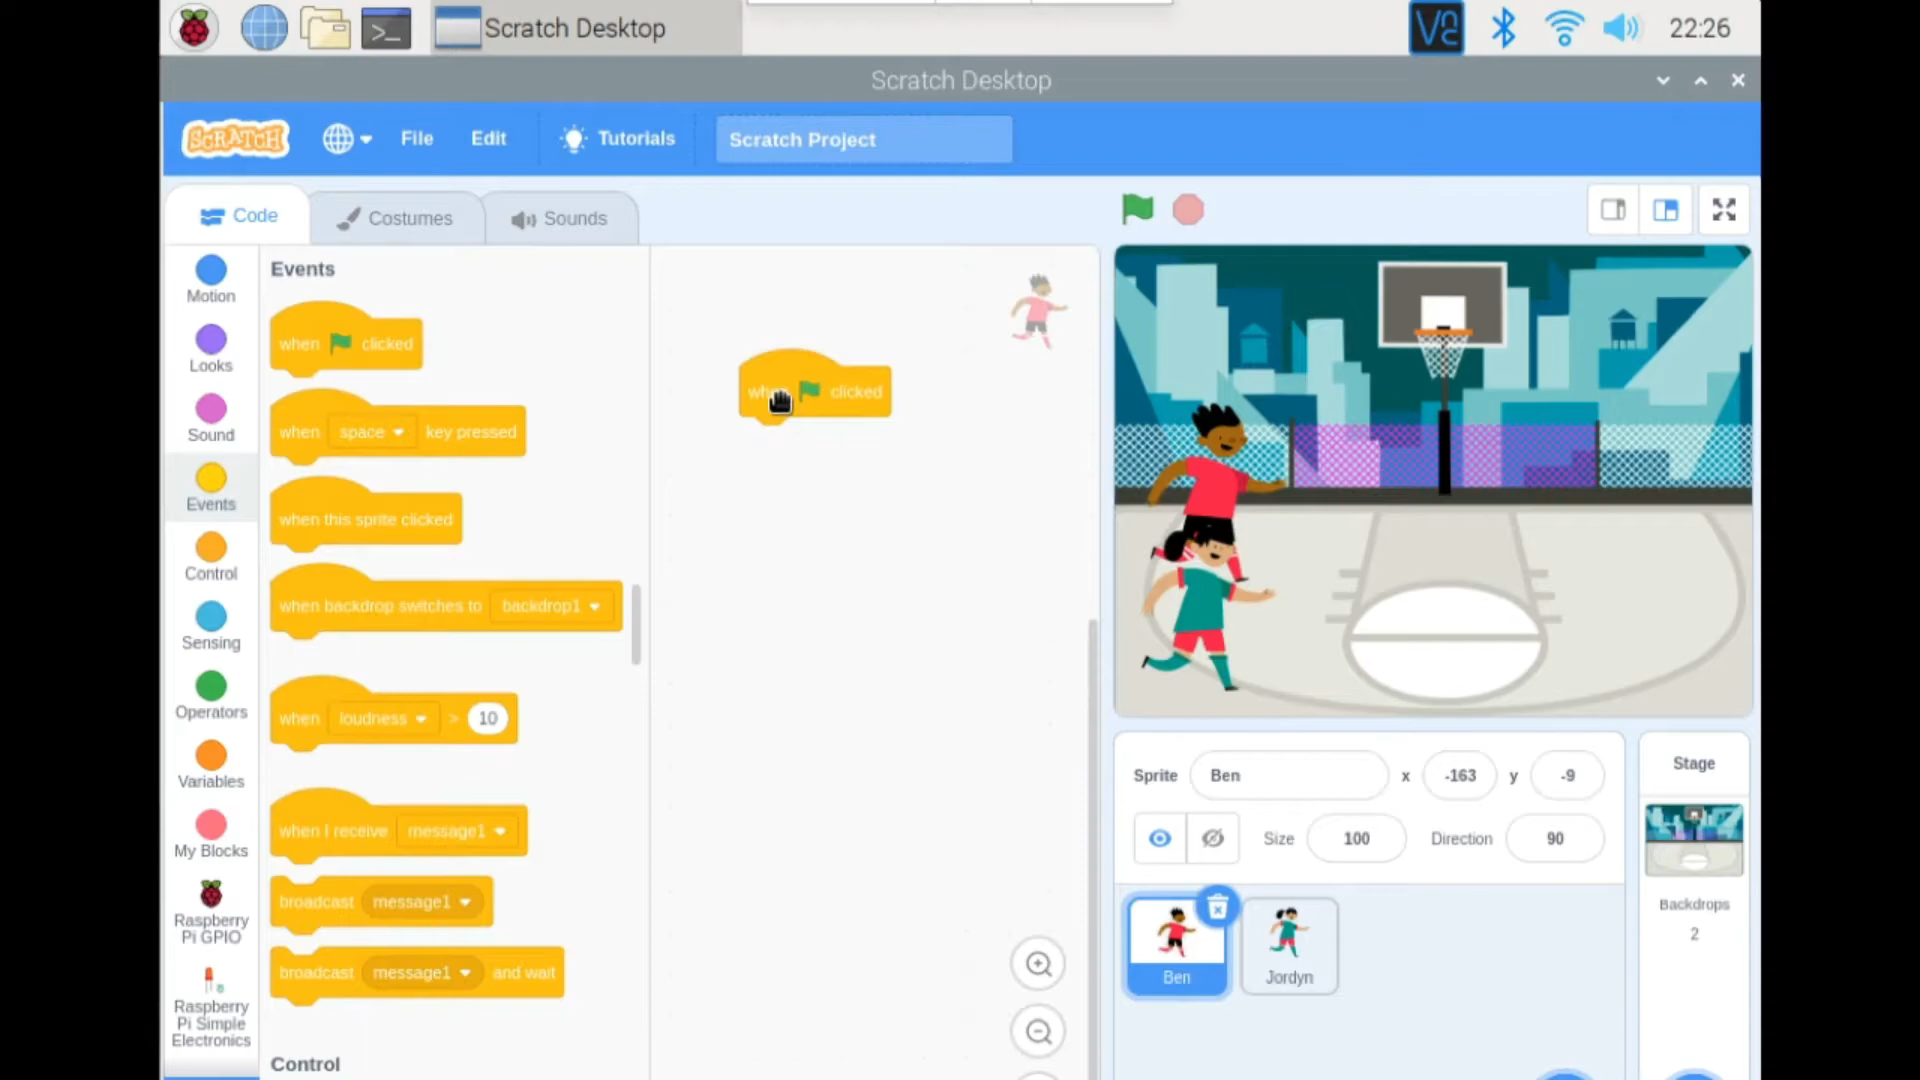 Scratch Desktop
22:26
Scratch Desktop
SCRATCH
File
Edit
Tutorials
Scratch Project
Code
Costumes
Sounds
Motion
Looks
Sound
Events
Control
Sensing
Operators
Variables
My Blocks
Raspberry
Pi GPIO
Raspberry
Pi Simple
Electronics
Events
when clicked
when space key pressed
when this sprite clicked
when backdrop switches to backdrop1
when loudness > 10
when I receive message1
broadcast message1
broadcast message1 and wait
Control
when clicked
Sprite Ben x -163 y -9
Size 100 Direction 90
Ben
Jordyn
Stage
Backdrops
2